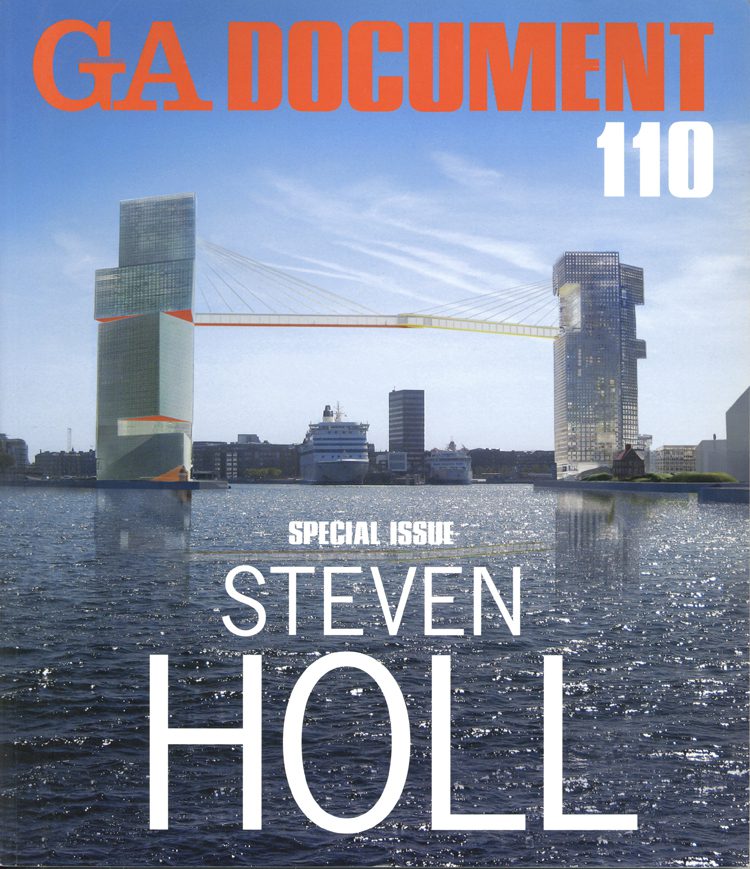 GA DOCUMENT
110
SPECIAL ISSUE
STEVEN
HOLL